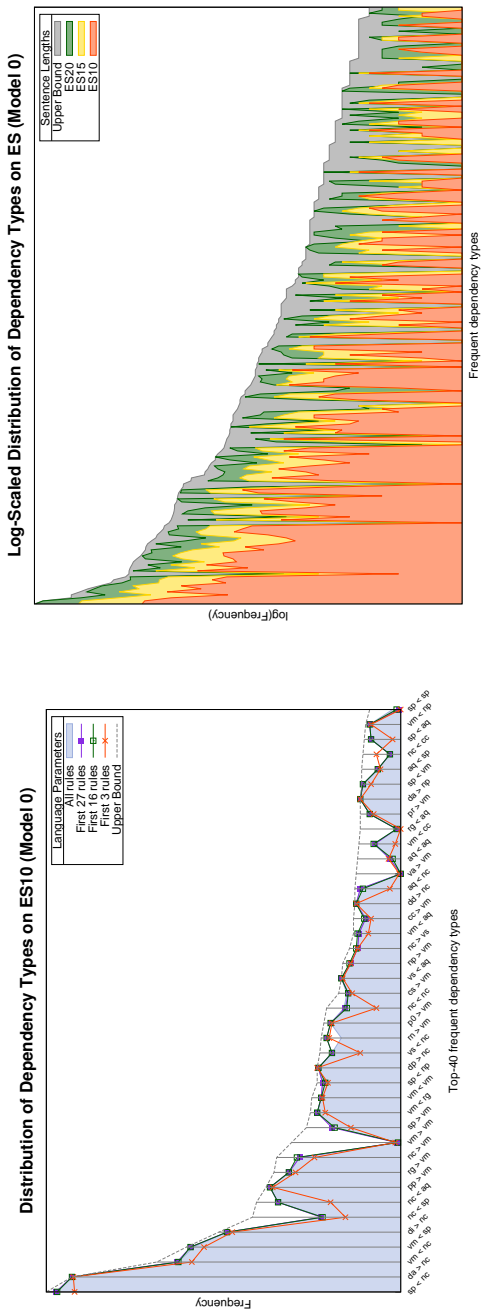 Distribution of Dependency Types on ES10 (Model 0)
Frequency
Language Parameters
All rules
First 27 rules
First 16 rules
First 3 rules
Upper Bound
sp < nc
da > nc
vm < nc
vm < sp
di > nc
nc < sp
nc < aq
pp > vm
rg > vm
nc > vm
vm > vm
sp > vm
vm < rg
vm < vm
sp < np
dp > nc
vs < nc
rn > vm
p0 > vm
nc < nc
cs > vm
vs < aq
np > vm
nc > vs
vm < aq
cc > vm
dd > nc
aq < nc
va > vm
aq < aq
vm < cc
rg < aq
pr > vm
da > np
sp < vm
aq < sp
nc < cc
sp < aq
vm < np
sp < sp
Top-40 frequent dependency types
Log-Scaled Distribution of Dependency Types on ES (Model 0)
log(Frequency)
Sentence Lengths
Upper Bound
ES20
ES15
ES10
Frequent dependency types